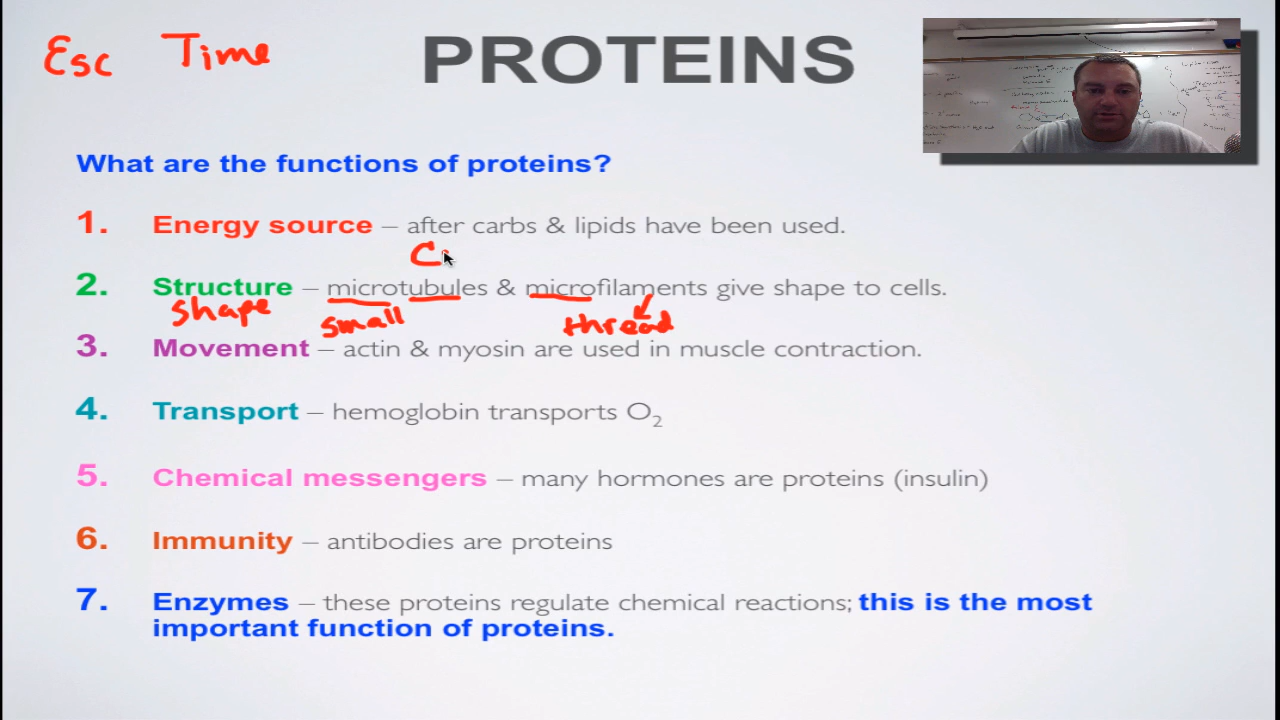 Esc Time
PROTEINS
What are the functions of proteins?
1. Energy source – after carbs & lipids have been used.
C
2. Structure – microtubules & microfilaments give shape to cells.
shape small thread
3. Movement – actin & myosin are used in muscle contraction.
4. Transport – hemoglobin transports O₂
5. Chemical messengers – many hormones are proteins (insulin)
6. Immunity – antibodies are proteins
7. Enzymes – these proteins regulate chemical reactions; this is the most
important function of proteins.